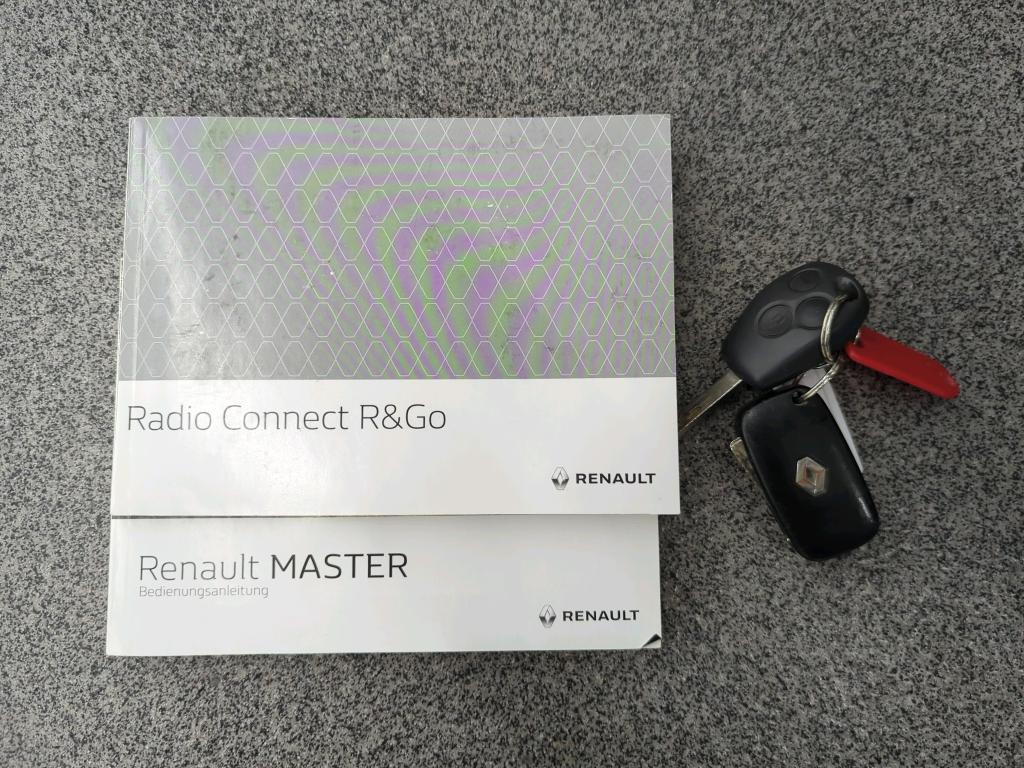 Radio Connect R&Go
RENAULT
Renault MASTER
Bedienungsanleitung
RENAULT